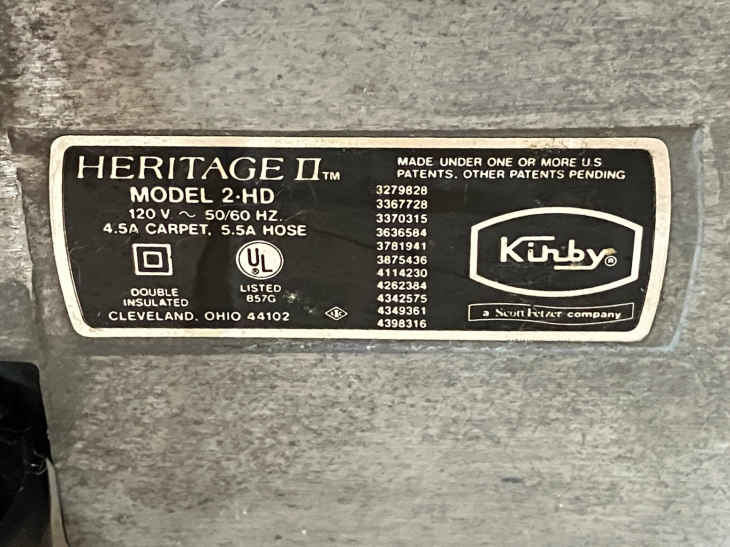 HERITAGE II™
MODEL 2·HD
120 V ~ 50/60 HZ.
4.5A CARPET, 5.5A HOSE
DOUBLE
INSULATED
UL
LISTED
857G
CLEVELAND, OHIO 44102
MADE UNDER ONE OR MORE U.S.
PATENTS. OTHER PATENTS PENDING
3279828
3367728
3370315
3636584
3781941
3875436
4114230
4262384
4342575
4349361
4398316
Kirby®
a Scott Fetzer company